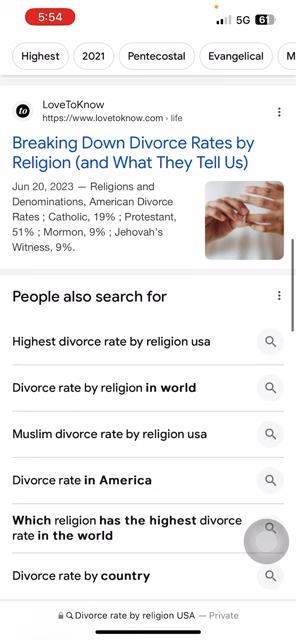 5:54
5G
Highest
2021
Pentecostal
Evangelical
M
to
LoveToKnow
https://www.lovetoknow.com › life
Breaking Down Divorce Rates by
Religion (and What They Tell Us)
Jun 20, 2023 — Religions and
Denominations, American Divorce
Rates ; Catholic, 19% ; Protestant,
51% ; Mormon, 9% ; Jehovah's
Witness, 9%.
People also search for
Highest divorce rate by religion usa
Divorce rate by religion in world
Muslim divorce rate by religion usa
Divorce rate in America
Which religion has the highest divorce
rate in the world
Divorce rate by country
Divorce rate by religion USA — Private